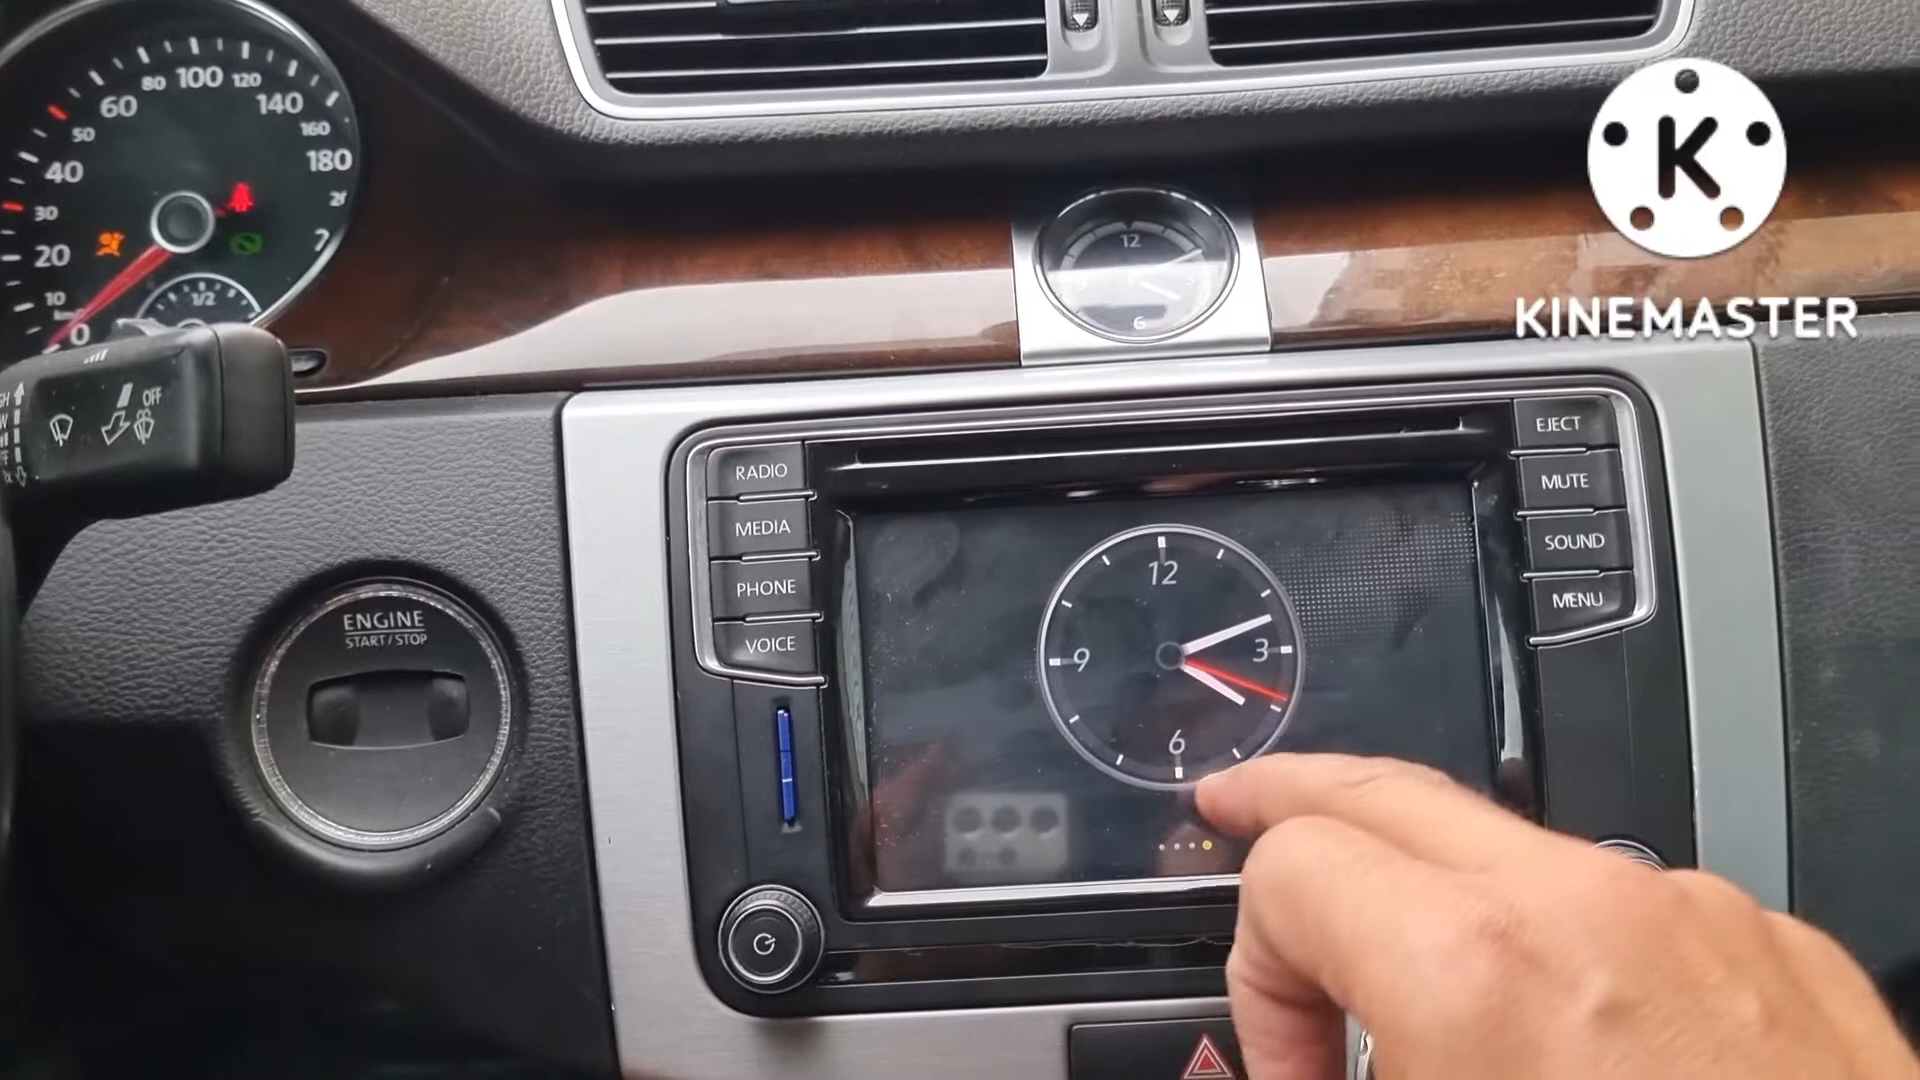 80 100 120
60 140
50 160
40 180
30
20
10
0
1/2
OFF
12
6
K
KINEMASTER
EJECT
RADIO
MUTE
MEDIA
SOUND
PHONE
MENU
VOICE
ENGINE
START/STOP
12
9 3
6